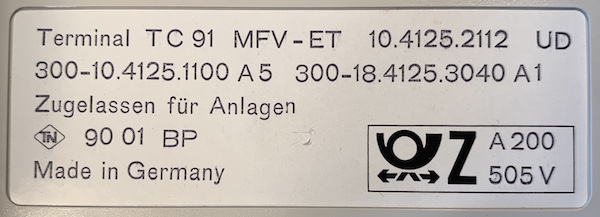 Terminal TC 91 MFV-ET 10.4125.2112 UD
300-10.4125.1100 A5 300-18.4125.3040 A1
Zugelassen für Anlagen
TN 90 01 BP
Made in Germany
Z A 200
505 V